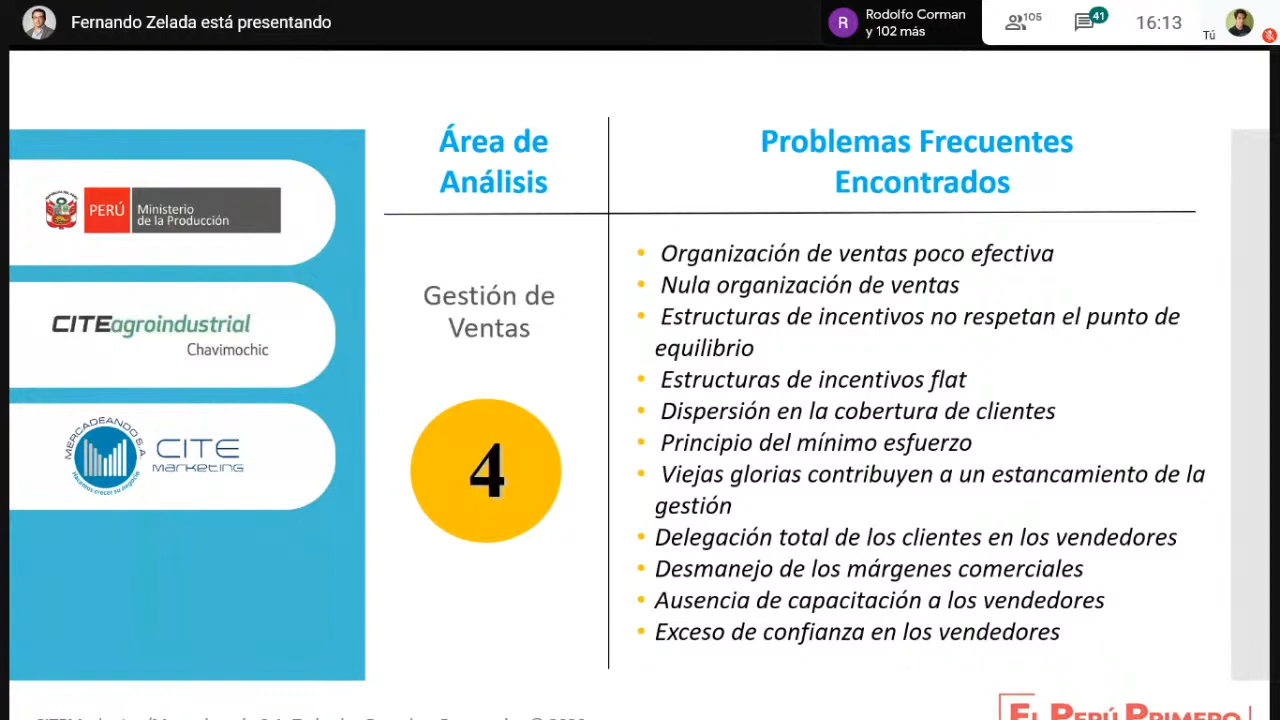 Fernando Zelada está presentando
R
Rodolfo Corman
y 102 más
105
41
16:13
Tú
PERÚ
Ministerio
de la Producción
CITEagroindustrial
Chavimochic
MERCADEANDO S.A.
CITE
marketing
Área de
Análisis
Gestión de
Ventas
4
Problemas Frecuentes
Encontrados
• Organización de ventas poco efectiva
• Nula organización de ventas
• Estructuras de incentivos no respetan el punto de
equilibrio
• Estructuras de incentivos flat
• Dispersión en la cobertura de clientes
• Principio del mínimo esfuerzo
• Viejas glorias contribuyen a un estancamiento de la
gestión
• Delegación total de los clientes en los vendedores
• Desmanejo de los márgenes comerciales
• Ausencia de capacitación a los vendedores
• Exceso de confianza en los vendedores
EL PERÚ PRIMERO